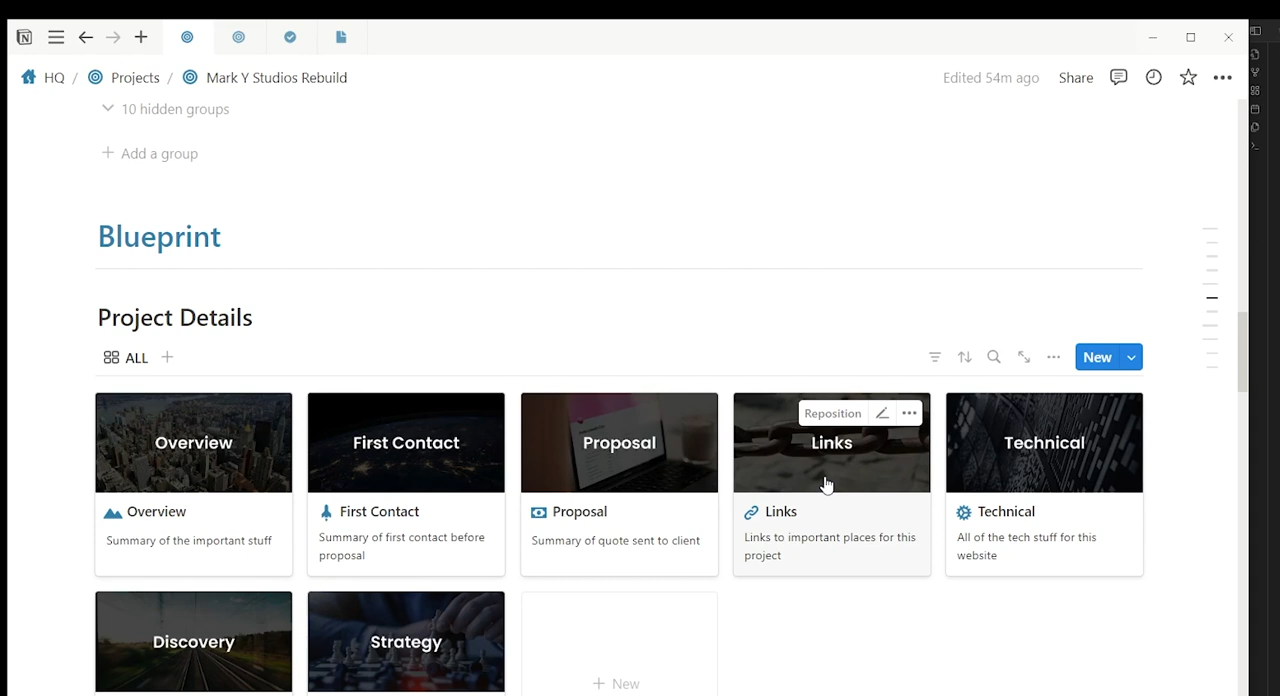 HQ / Projects / Mark Y Studios Rebuild
Edited 54m ago Share
10 hidden groups
+ Add a group
Blueprint
Project Details
ALL +
New
Overview
First Contact
Proposal
Reposition
Links
Technical
Overview
Summary of the important stuff
First Contact
Summary of first contact before
proposal
Proposal
Summary of quote sent to client
Links
Links to important places for this
project
Technical
All of the tech stuff for this
website
Discovery
Strategy
+ New